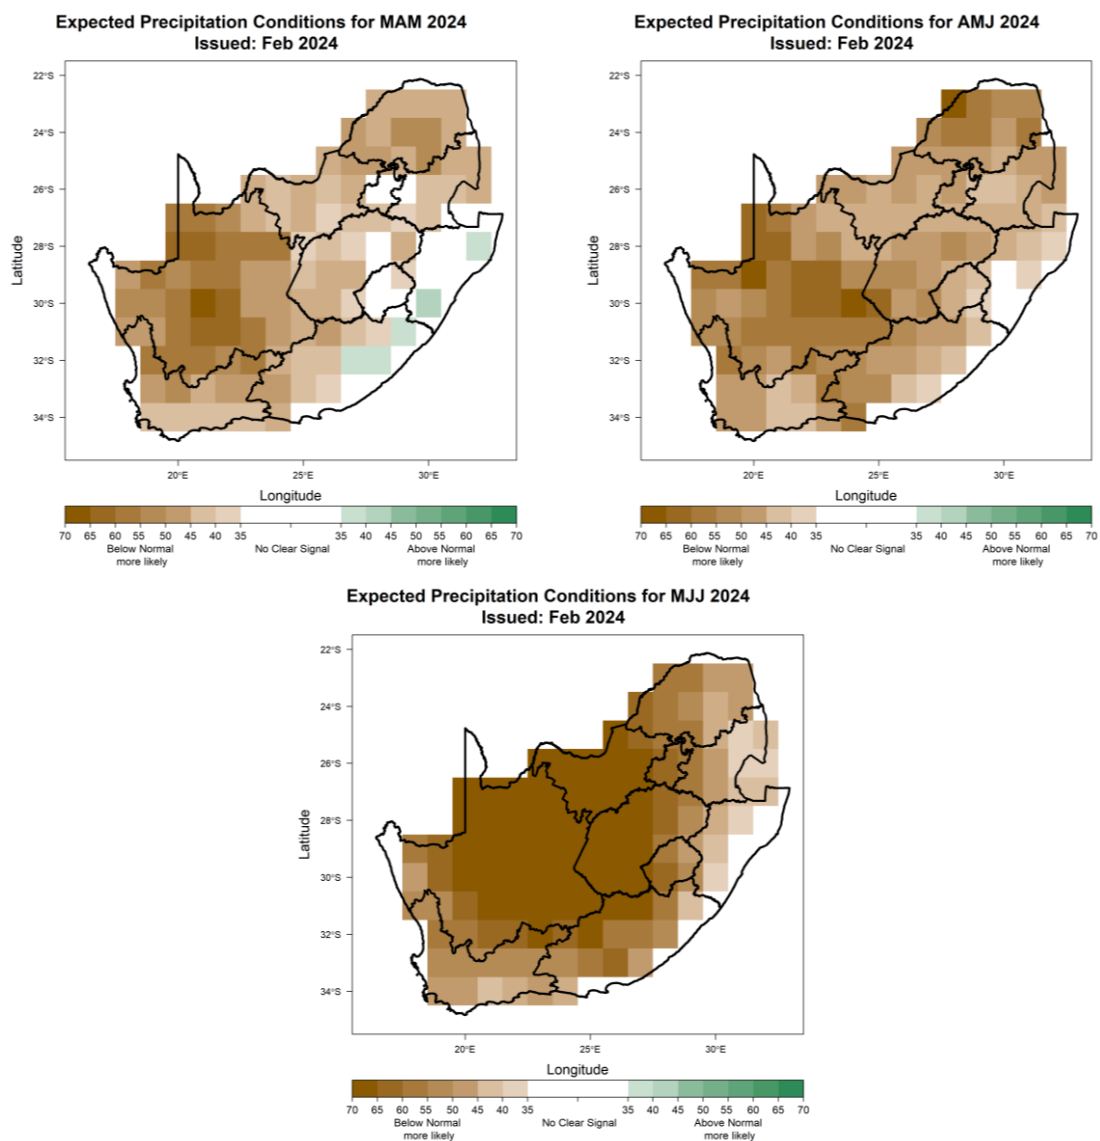 Expected Precipitation Conditions for MAM 2024
Issued: Feb 2024
22°S
24°S
26°S
28°S
30°S
32°S
34°S
Latitude
20°E 25°E 30°E
Longitude
70 65 60 55 50 45 40 35 35 40 45 50 55 60 65 70
Below Normal
more likely
No Clear Signal
Above Normal
more likely
Expected Precipitation Conditions for AMJ 2024
Issued: Feb 2024
22°S
24°S
26°S
28°S
30°S
32°S
34°S
Latitude
20°E 25°E 30°E
Longitude
70 65 60 55 50 45 40 35 35 40 45 50 55 60 65 70
Below Normal
more likely
No Clear Signal
Above Normal
more likely
Expected Precipitation Conditions for MJJ 2024
Issued: Feb 2024
22°S
24°S
26°S
28°S
30°S
32°S
34°S
Latitude
20°E 25°E 30°E
Longitude
70 65 60 55 50 45 40 35 35 40 45 50 55 60 65 70
Below Normal
more likely
No Clear Signal
Above Normal
more likely